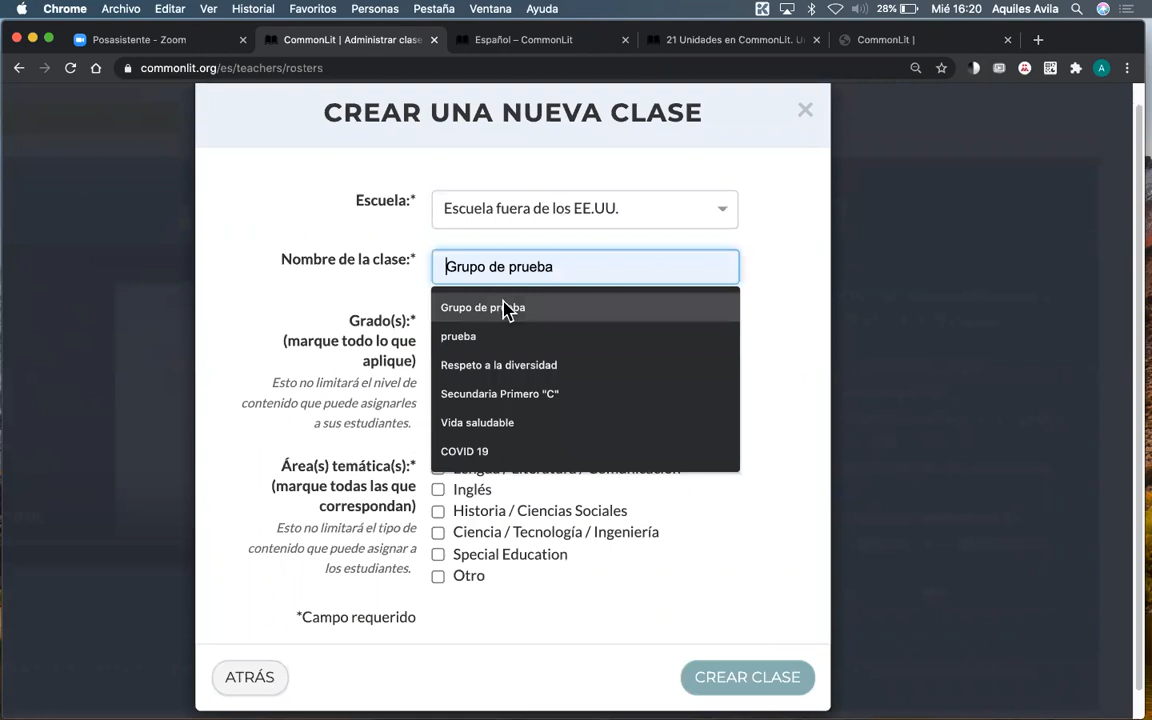 Chrome Archivo Editar Ver Historial Favoritos Personas Pestaña Ventana Ayuda 28% Mié 16:20 Aquiles Avila
Posasistente - Zoom CommonLit | Administrar clase Español – CommonLit 21 Unidades en CommonLit. U CommonLit |
commonlit.org/es/teachers/rosters A
CREAR UNA NUEVA CLASE
Escuela:* Escuela fuera de los EE.UU.
Nombre de la clase:* Grupo de prueba
Grupo de prueba
prueba
Respeto a la diversidad
Secundaria Primero "C"
Vida saludable
COVID 19
Grado(s):*
(marque todo lo que
aplique)
Esto no limitará el nivel de
contenido que puede asignarles
a sus estudiantes.
Área(s) temática(s):*
(marque todas las que
correspondan)
Esto no limitará el tipo de
contenido que puede asignar a
los estudiantes.
Lengua / Literatura / Comunicación
Inglés
Historia / Ciencias Sociales
Ciencia / Tecnología / Ingeniería
Special Education
Otro
*Campo requerido
ATRÁS CREAR CLASE